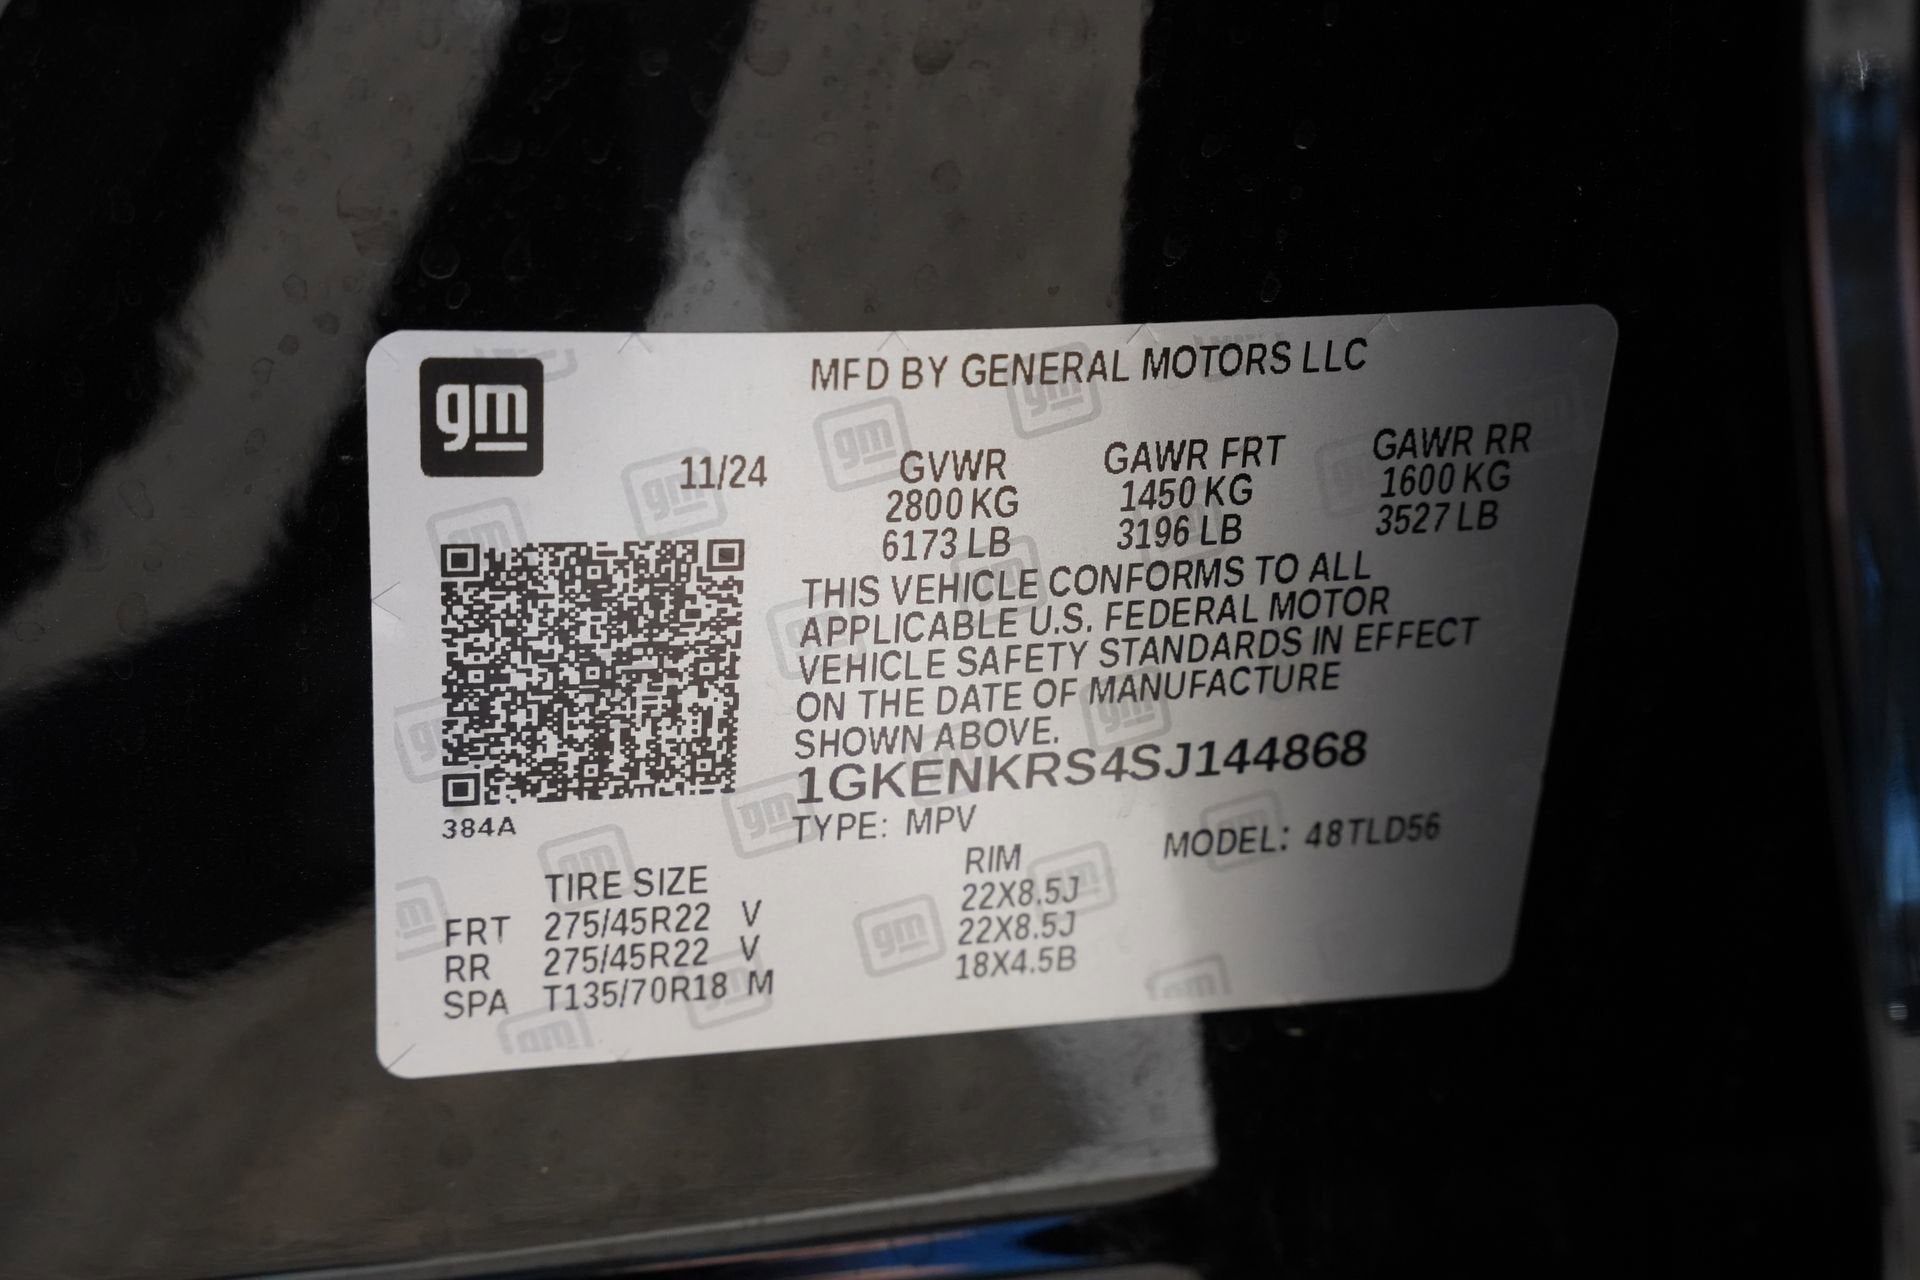 gm
MFD BY GENERAL MOTORS LLC
11/24
GVWR GAWR FRT GAWR RR
2800 KG 1450 KG 1600 KG
6173 LB 3196 LB 3527 LB
THIS VEHICLE CONFORMS TO ALL
APPLICABLE U.S. FEDERAL MOTOR
VEHICLE SAFETY STANDARDS IN EFFECT
ON THE DATE OF MANUFACTURE
SHOWN ABOVE.
1GKENKRS4SJ144868
384A
TYPE: MPV MODEL: 48TLD56
TIRE SIZE RIM
FRT 275/45R22 V 22X8.5J
RR 275/45R22 V 22X8.5J
SPA T135/70R18 M 18X4.5B